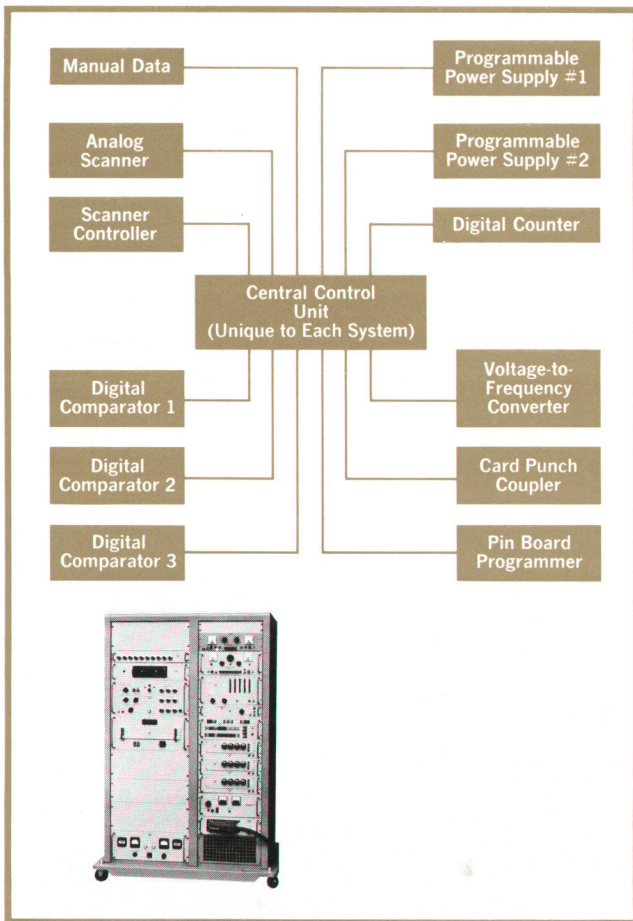 Manual Data
Analog
Scanner
Scanner
Controller
Programmable
Power Supply #1
Programmable
Power Supply #2
Digital Counter
Central Control
Unit
(Unique to Each System)
Digital
Comparator 1
Digital
Comparator 2
Digital
Comparator 3
Voltage-to-
Frequency
Converter
Card Punch
Coupler
Pin Board
Programmer